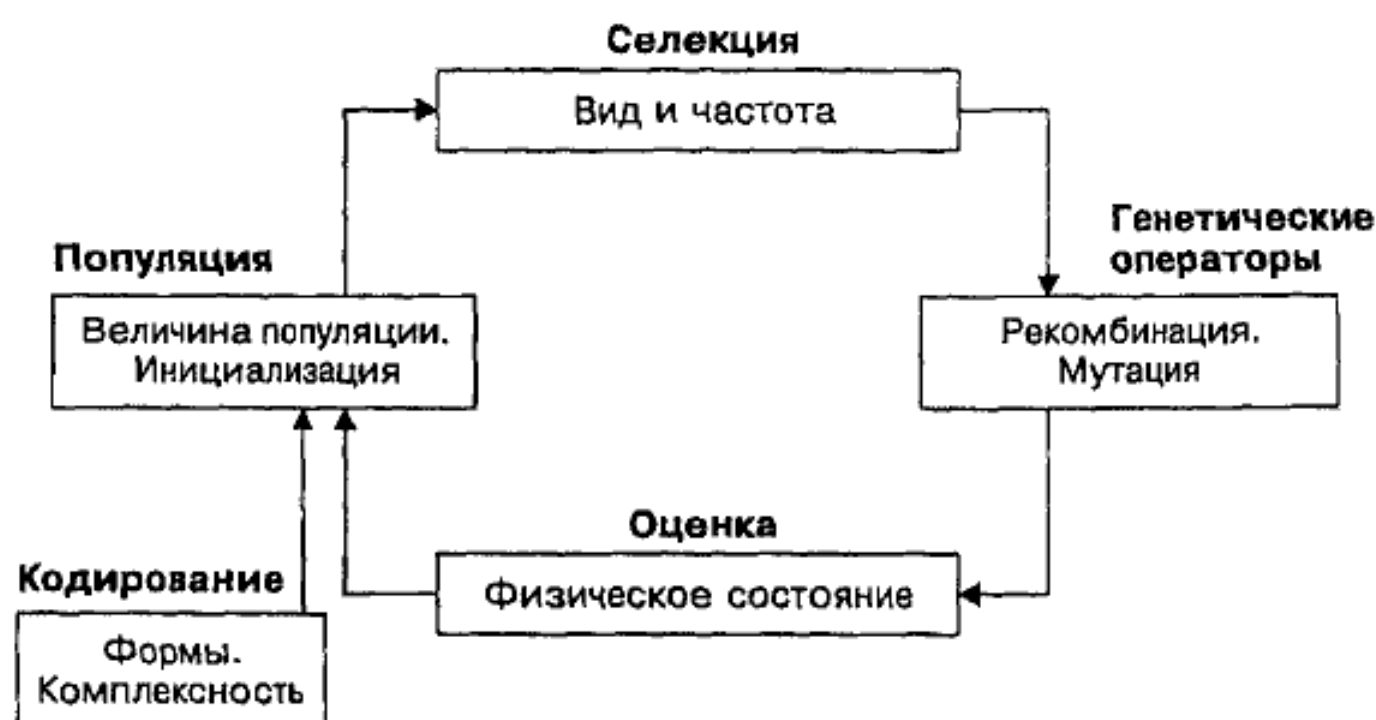 Селекция
Вид и частота
Генетические
операторы
Популяция
Величина популяции.
Инициализация
Рекомбинация.
Мутация
Оценка
Физическое состояние
Кодирование
Формы.
Комплексность